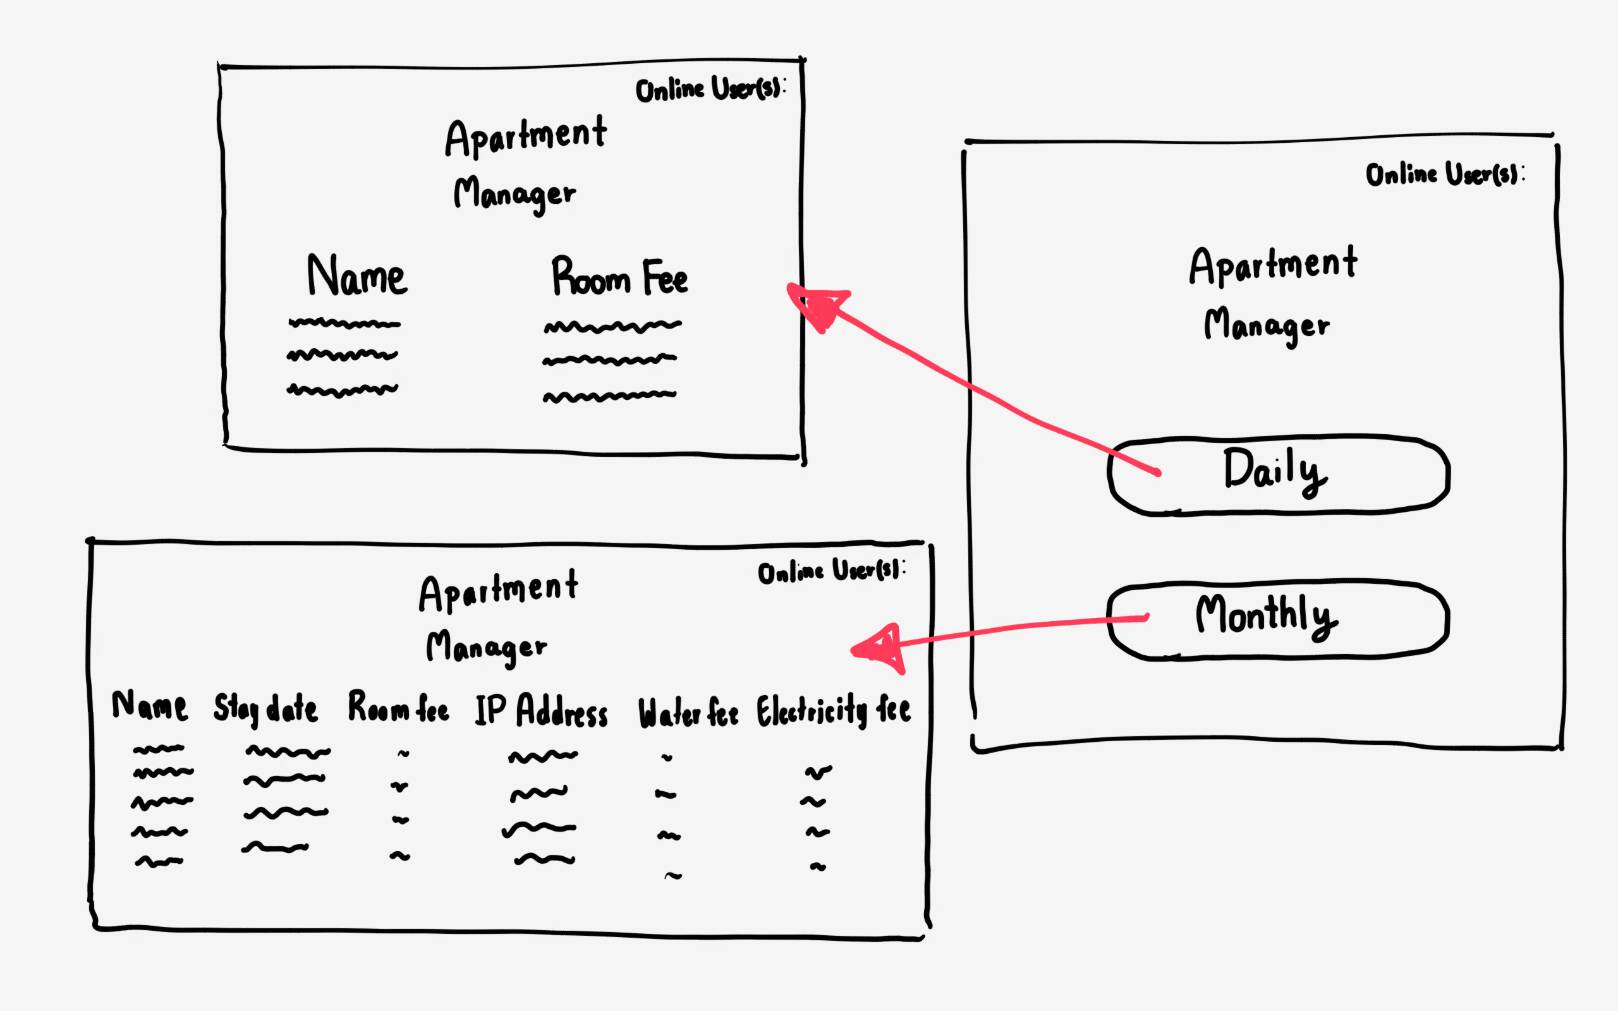 Online User(s):
Apartment
Manager
Name Room Fee
Online User(s):
Apartment
Manager
Daily
Monthly
Online User(s):
Apartment
Manager
Name Stay date Room fee IP Address Water fee Electricity fee